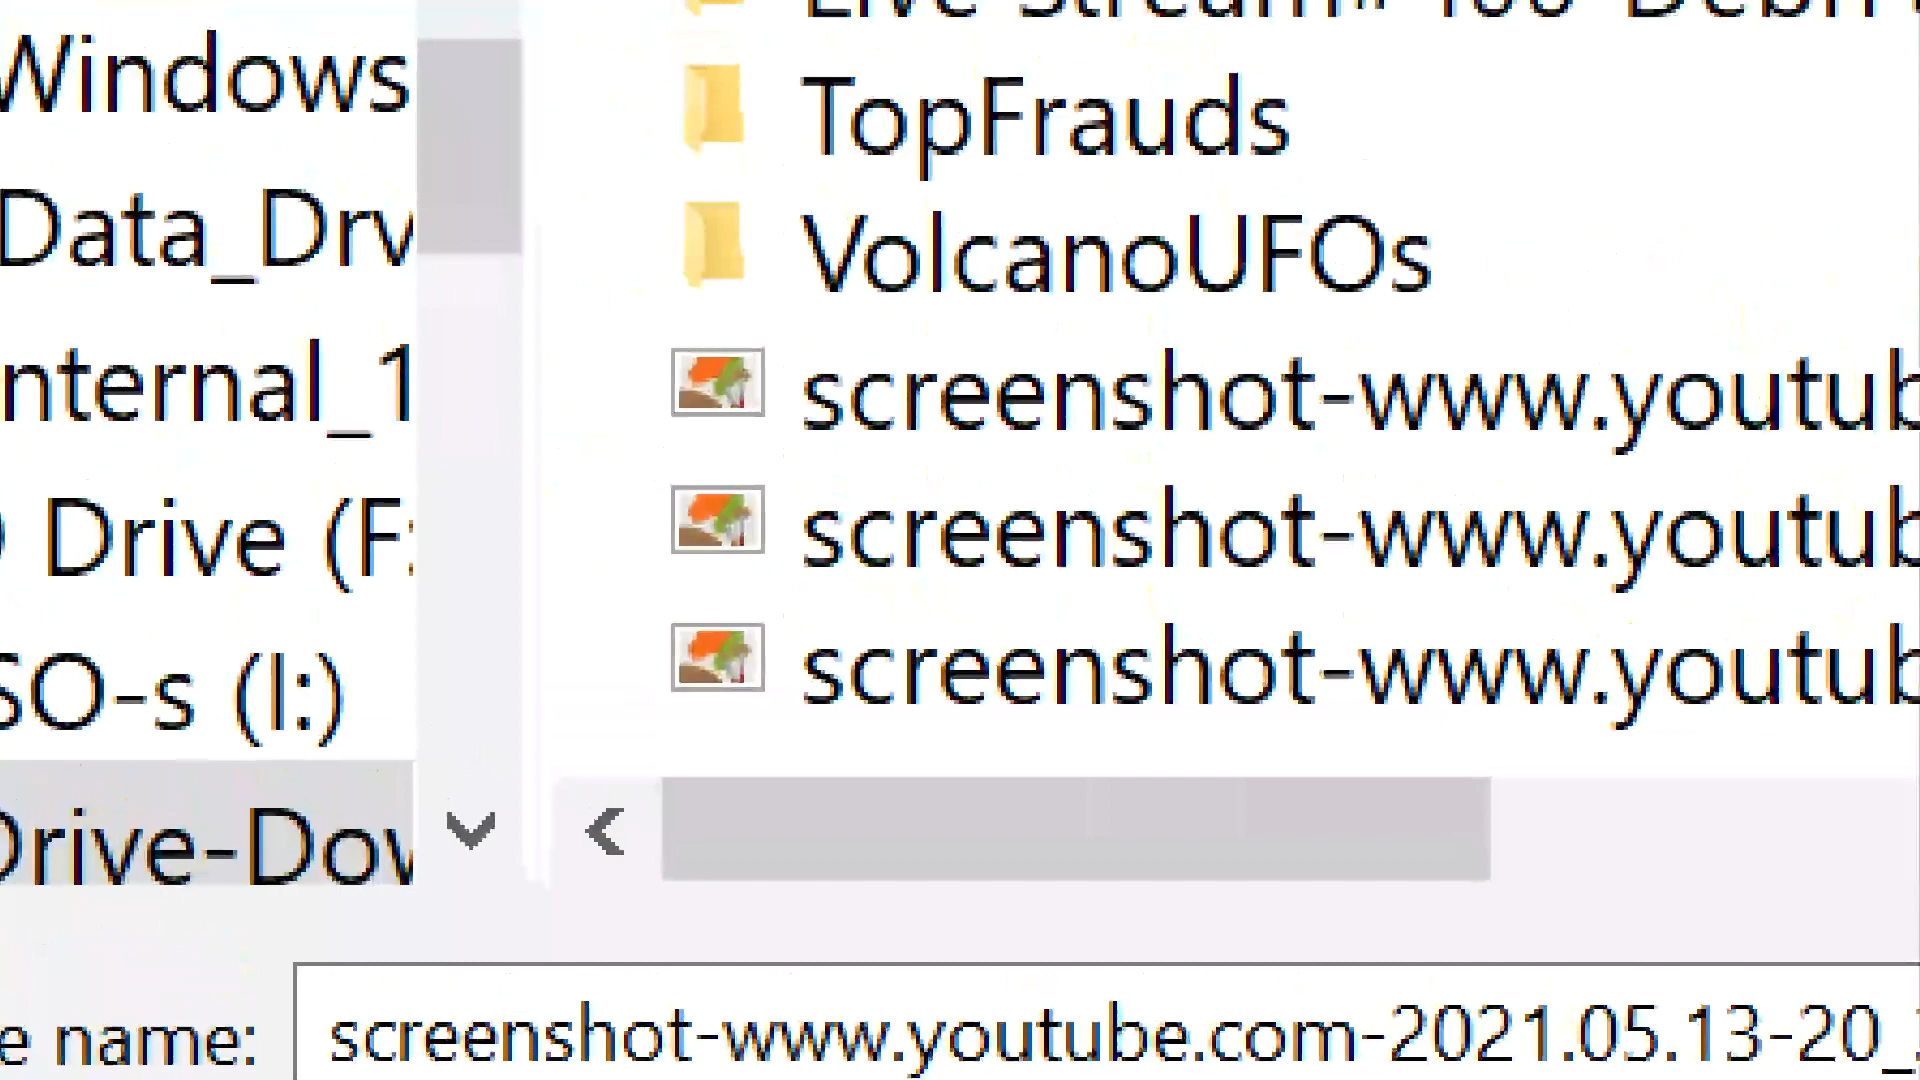 Windows
Data_Drv
nternal_1
) Drive (F:
SO-s (I:)
Drive-Dov
TopFrauds
VolcanoUFOs
screenshot-www.youtub
screenshot-www.youtub
screenshot-www.youtub
e name:
screenshot-www.youtube.com-2021.05.13-20_